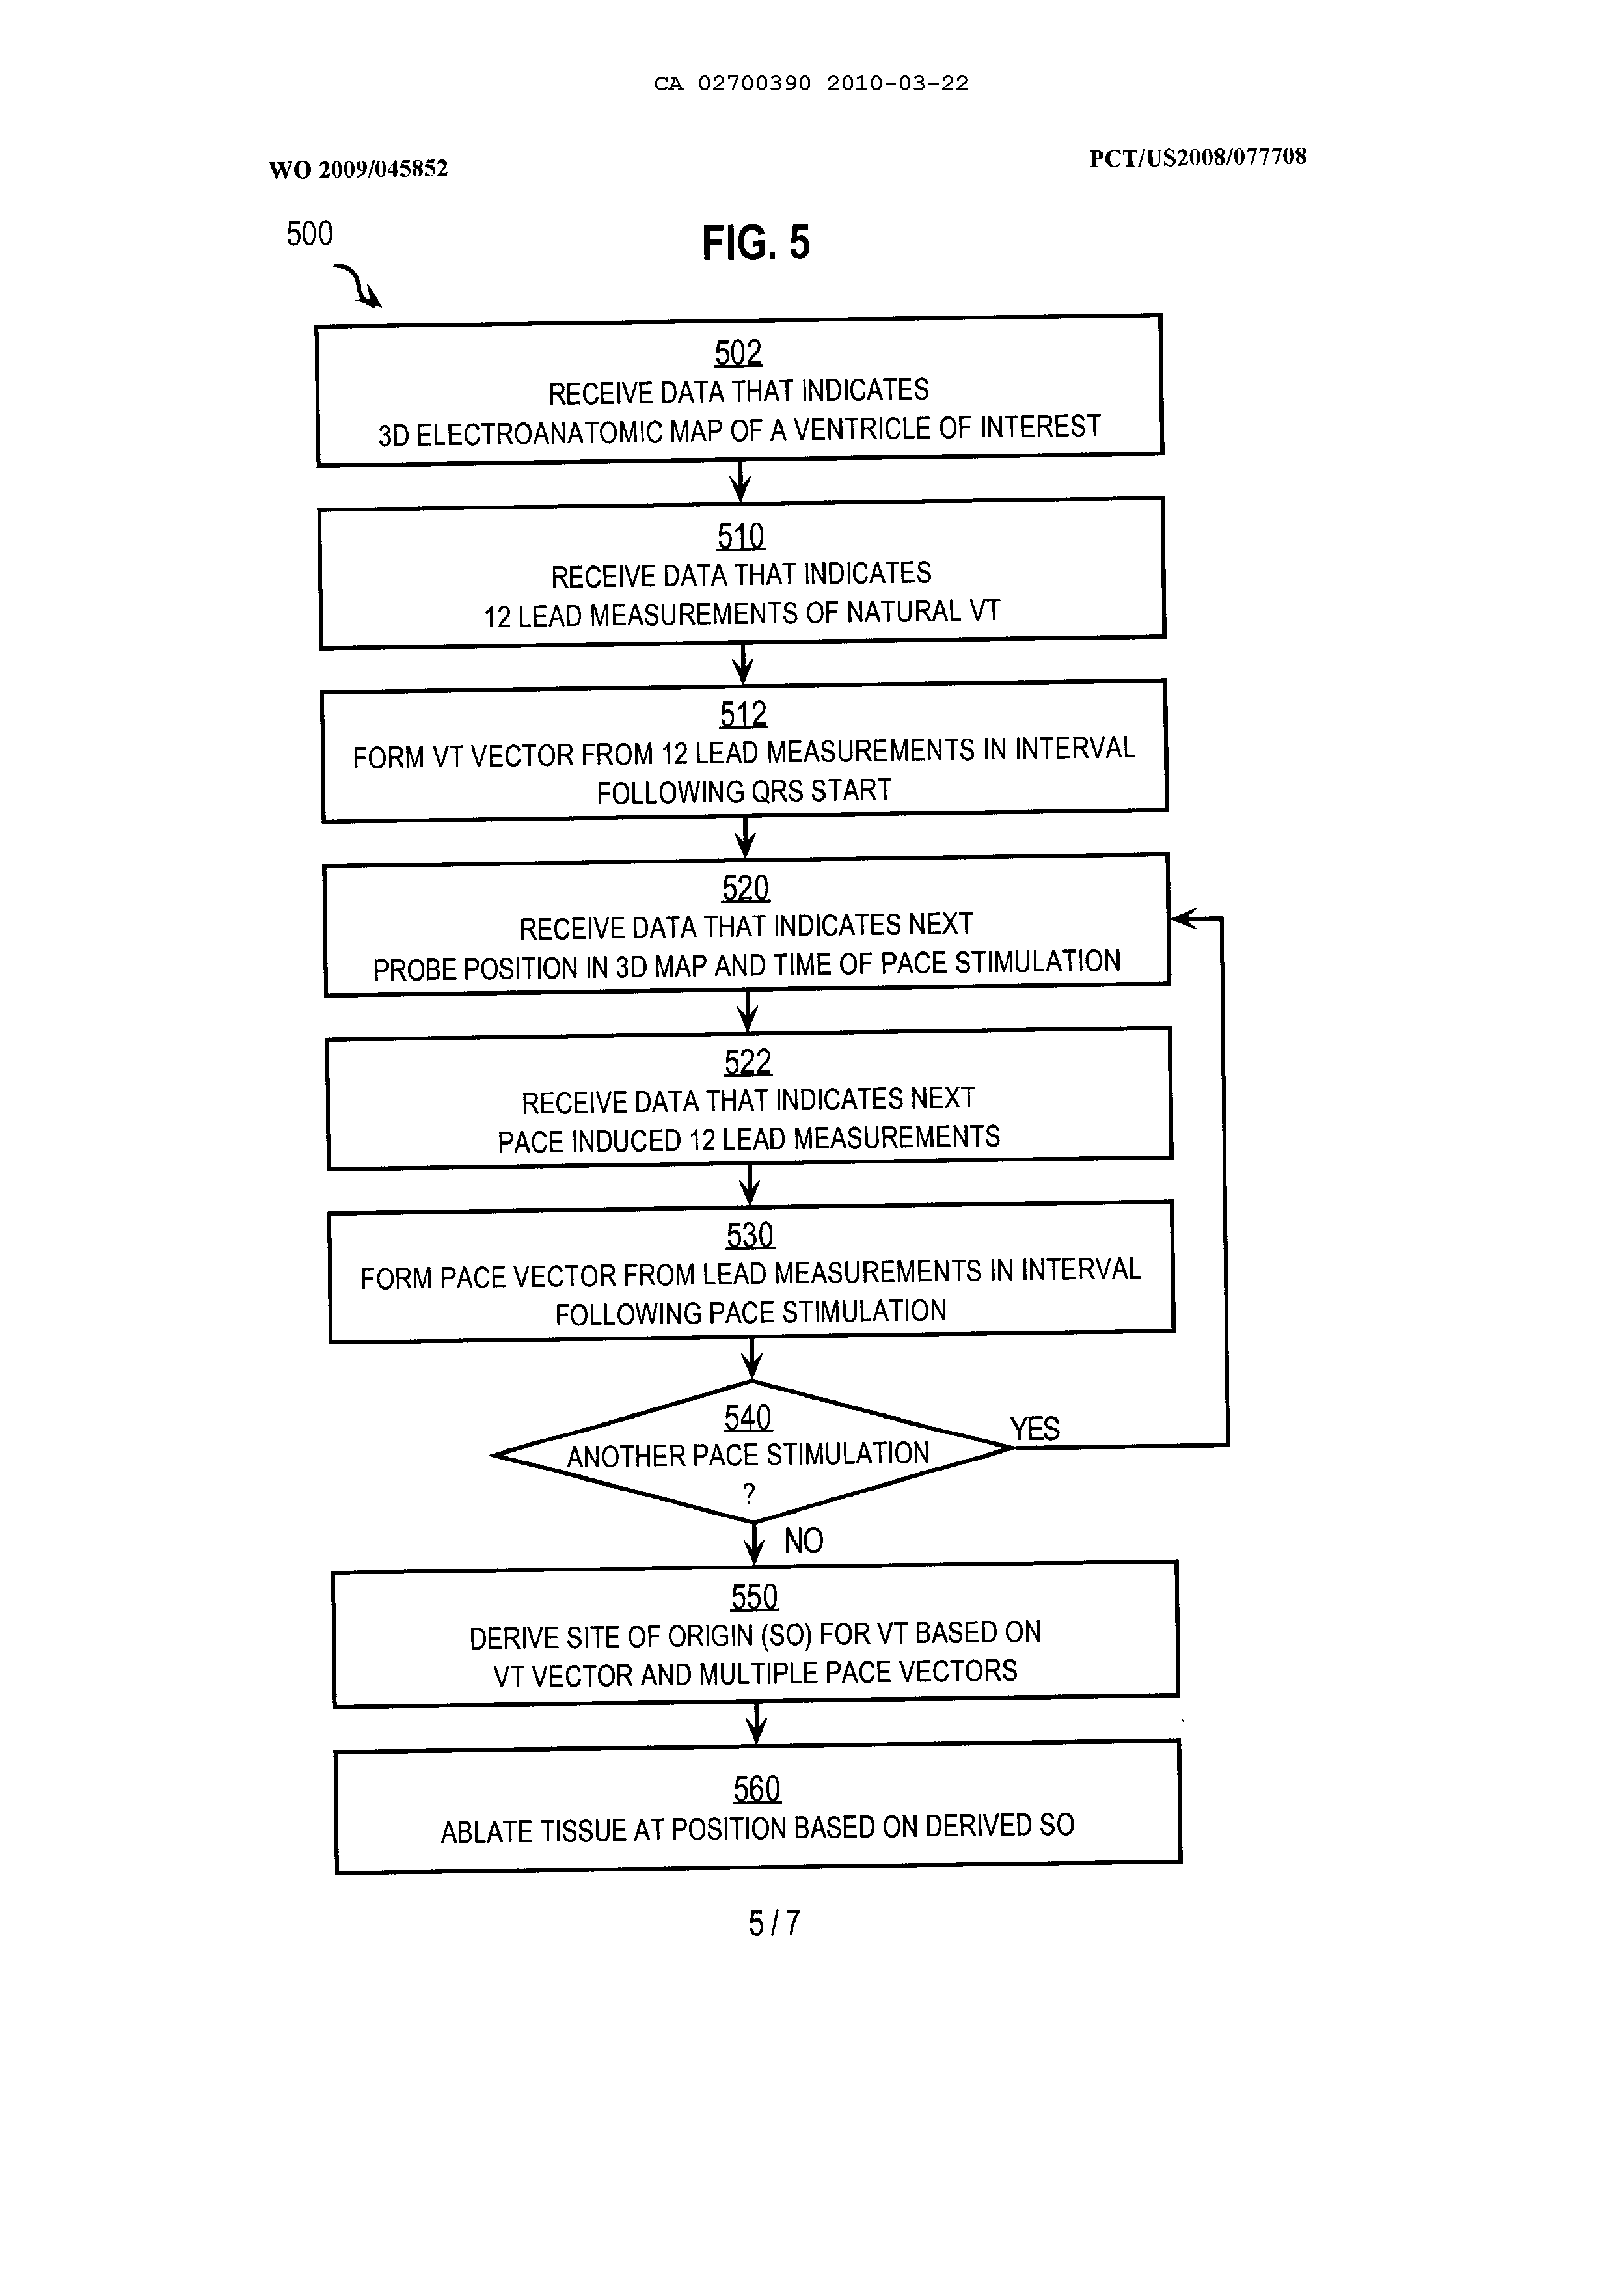 CA 02700390 2010-03-22
WO 2009/045852
PCT/US2008/077708
500
FIG. 5
502
RECEIVE DATA THAT INDICATES
3D ELECTROANATOMIC MAP OF A VENTRICLE OF INTEREST
510
RECEIVE DATA THAT INDICATES
12 LEAD MEASUREMENTS OF NATURAL VT
512
FORM VT VECTOR FROM 12 LEAD MEASUREMENTS IN INTERVAL
FOLLOWING QRS START
520
RECEIVE DATA THAT INDICATES NEXT
PROBE POSITION IN 3D MAP AND TIME OF PACE STIMULATION
522
RECEIVE DATA THAT INDICATES NEXT
PACE INDUCED 12 LEAD MEASUREMENTS
530
FORM PACE VECTOR FROM LEAD MEASUREMENTS IN INTERVAL
FOLLOWING PACE STIMULATION
540
ANOTHER PACE STIMULATION
?
YES
NO
550
DERIVE SITE OF ORIGIN (SO) FOR VT BASED ON
VT VECTOR AND MULTIPLE PACE VECTORS
560
ABLATE TISSUE AT POSITION BASED ON DERIVED SO
5 / 7